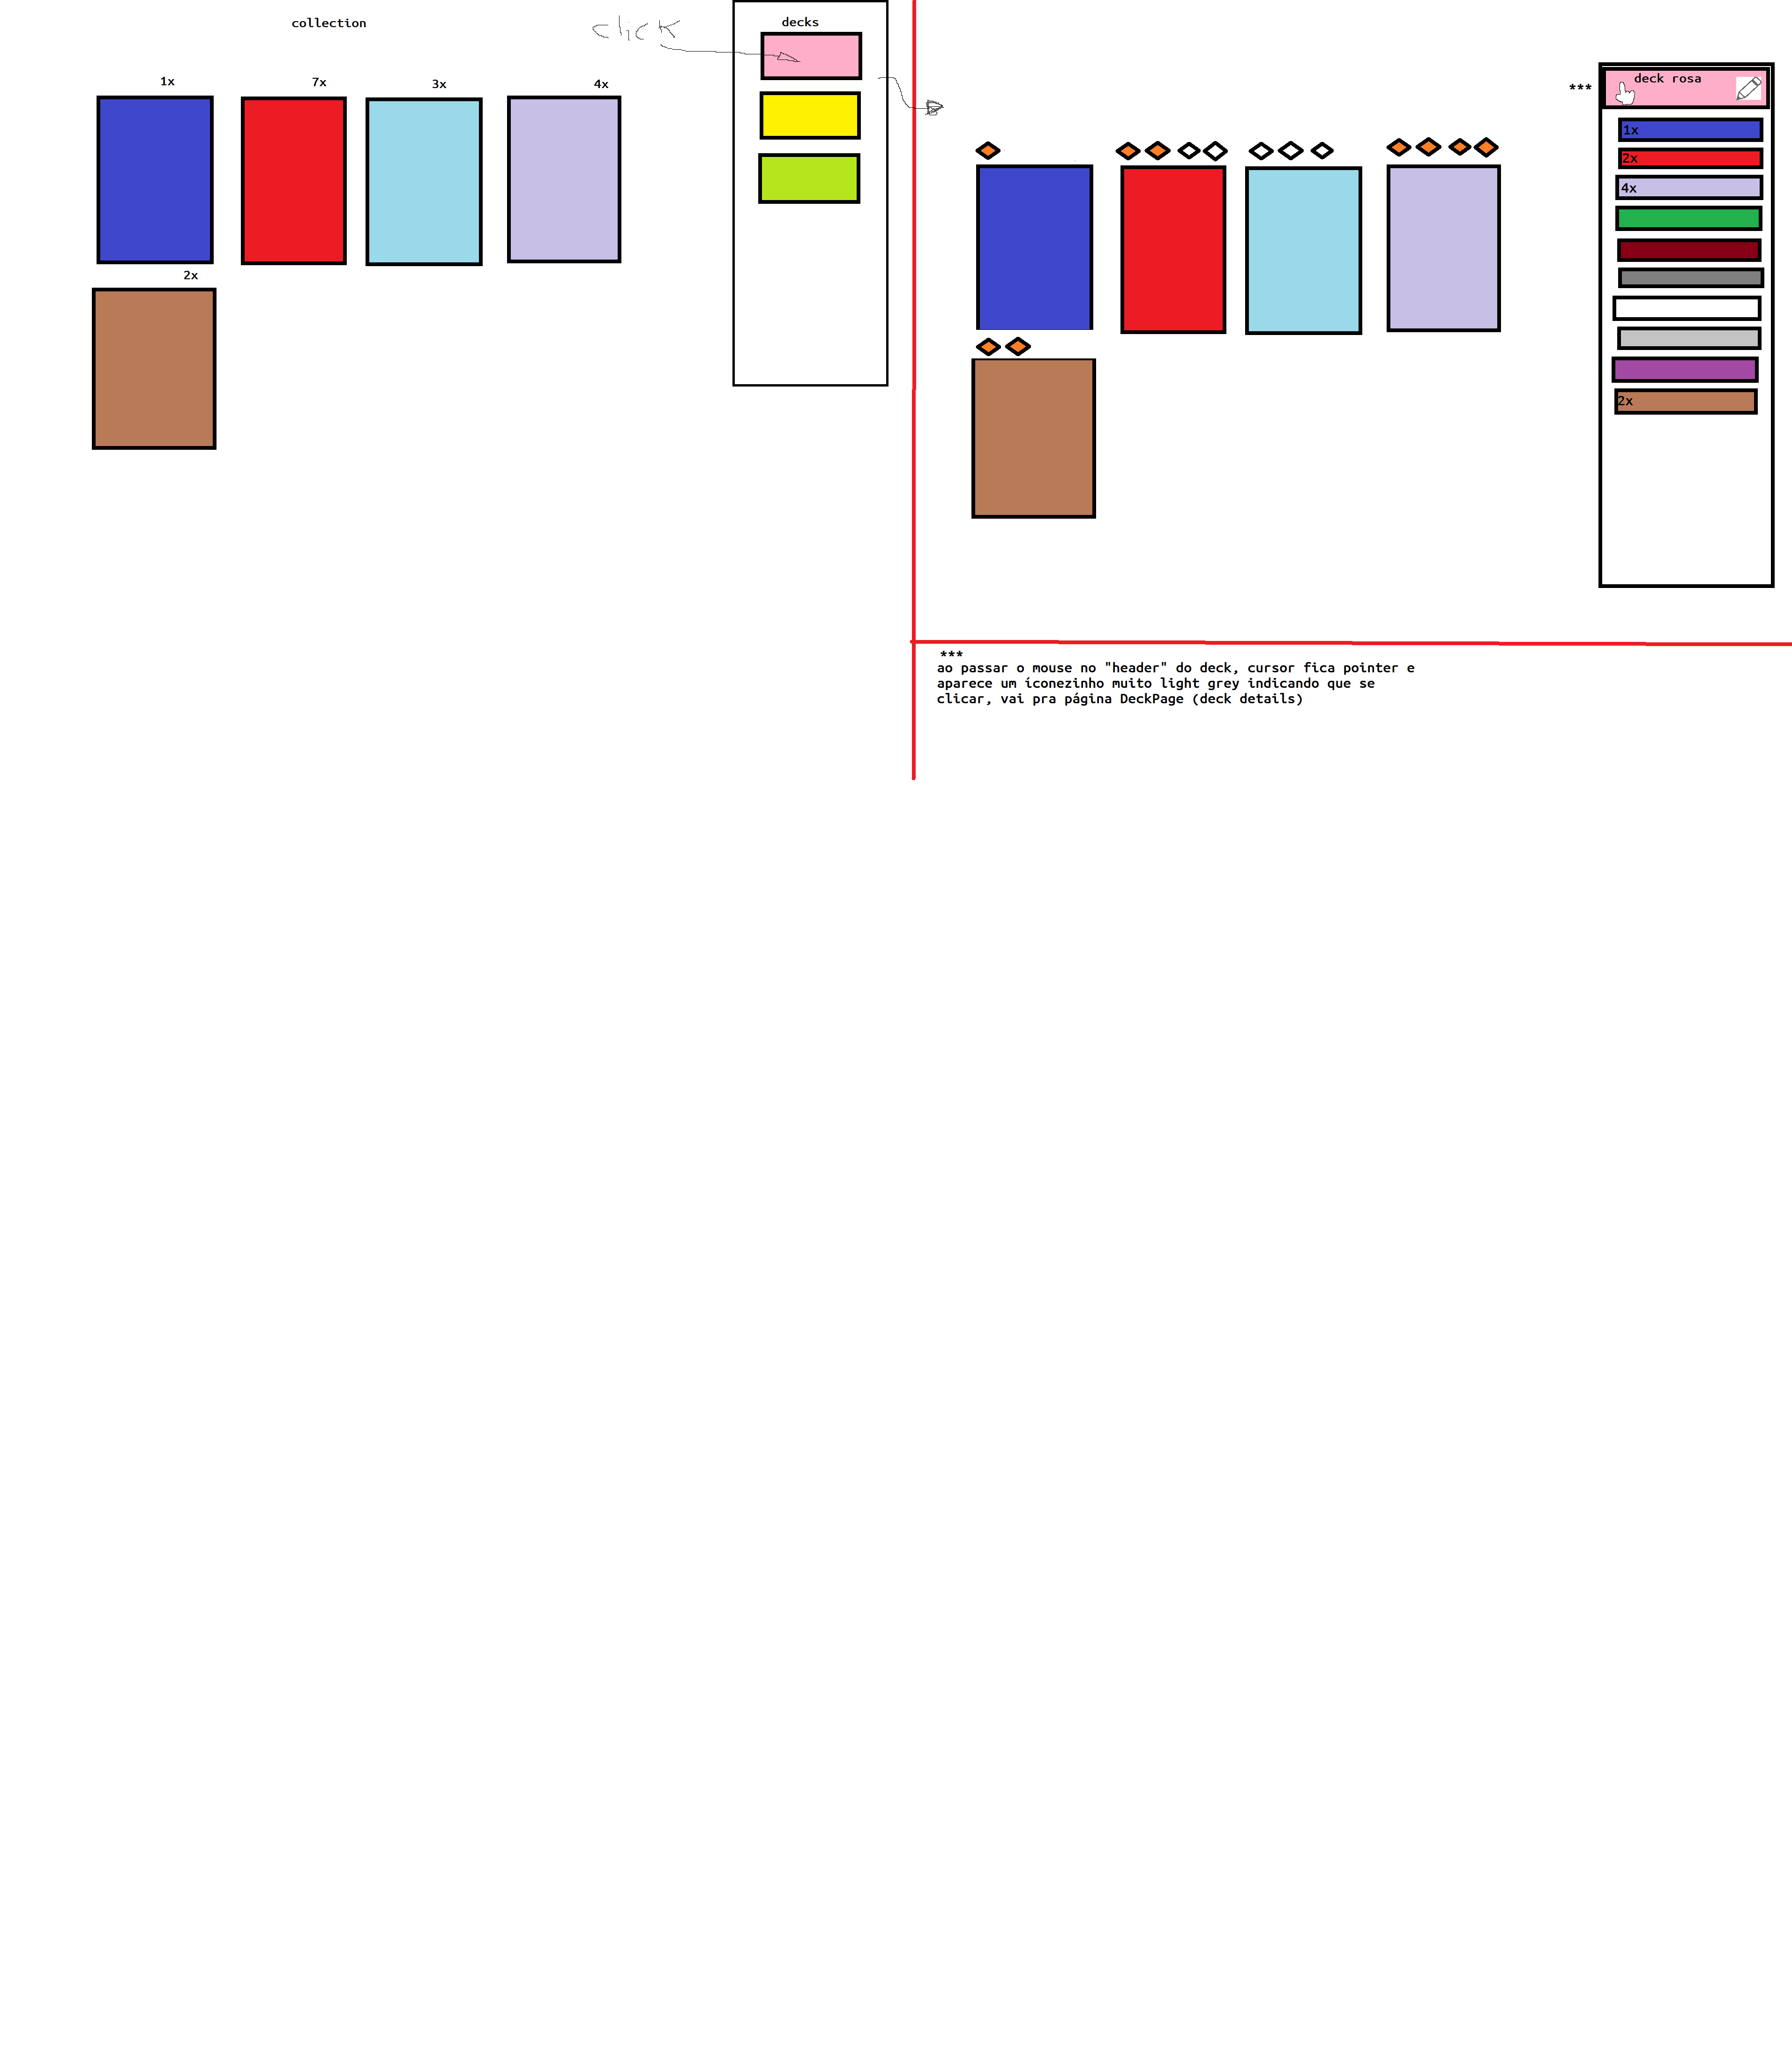 collection
click
decks
1x
7x
3x
4x
2x
***
deck rosa
1x
2x
4x
2x
***
ao passar o mouse no "header" do deck, cursor fica pointer e
aparece um íconezinho muito light grey indicando que se
clicar, vai pra página DeckPage (deck details)